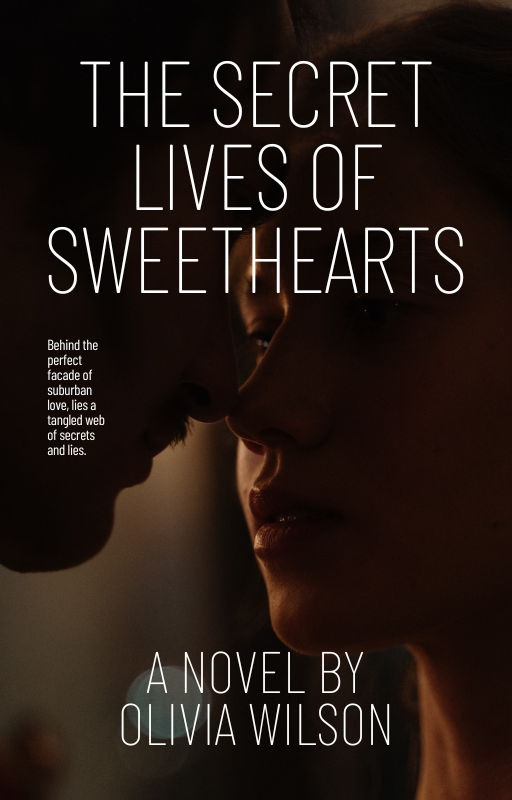 THE SECRET
LIVES OF
SWEETHEARTS
Behind the
perfect
facade of
suburban
love, lies a
tangled web
of secrets
and lies.
A NOVEL BY
OLIVIA WILSON